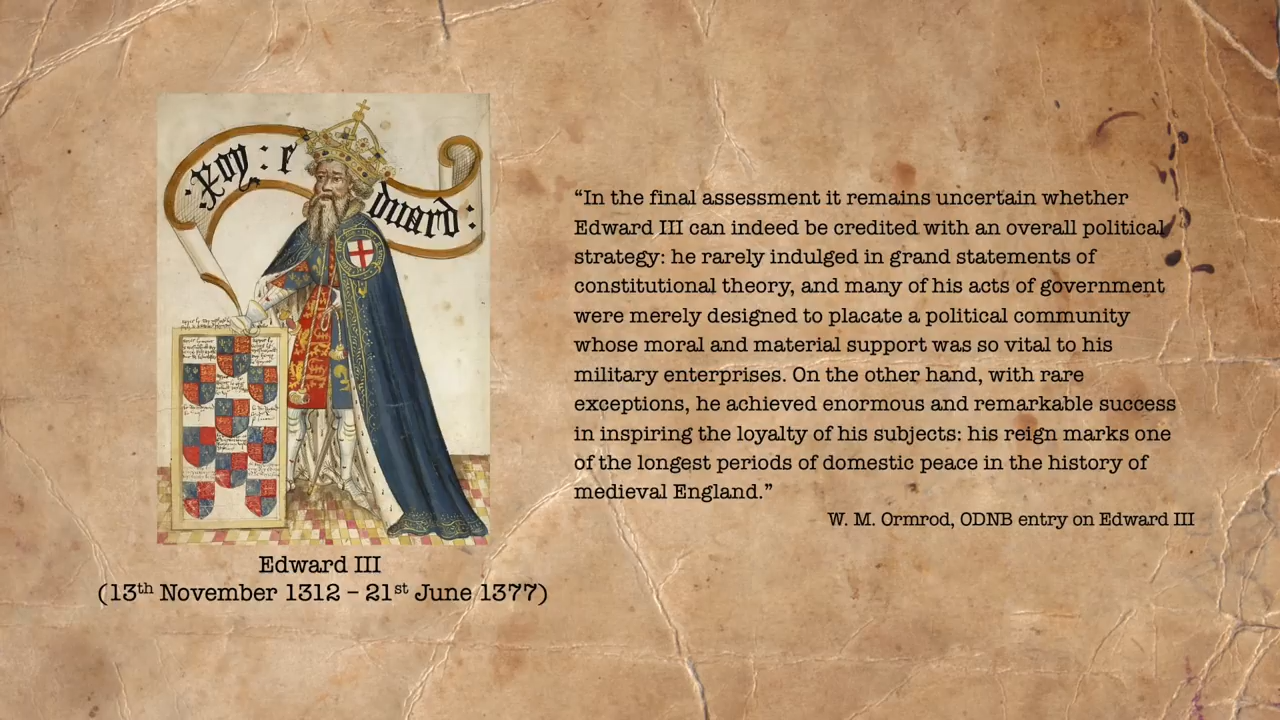 ·Roy : E
duard :
“In the final assessment it remains uncertain whether
Edward III can indeed be credited with an overall political
strategy: he rarely indulged in grand statements of
constitutional theory, and many of his acts of government
were merely designed to placate a political community
whose moral and material support was so vital to his
military enterprises. On the other hand, with rare
exceptions, he achieved enormous and remarkable success
in inspiring the loyalty of his subjects: his reign marks one
of the longest periods of domestic peace in the history of
medieval England.”
W. M. Ormrod, ODNB entry on Edward III
Edward III
(13th November 1312 – 21st June 1377)